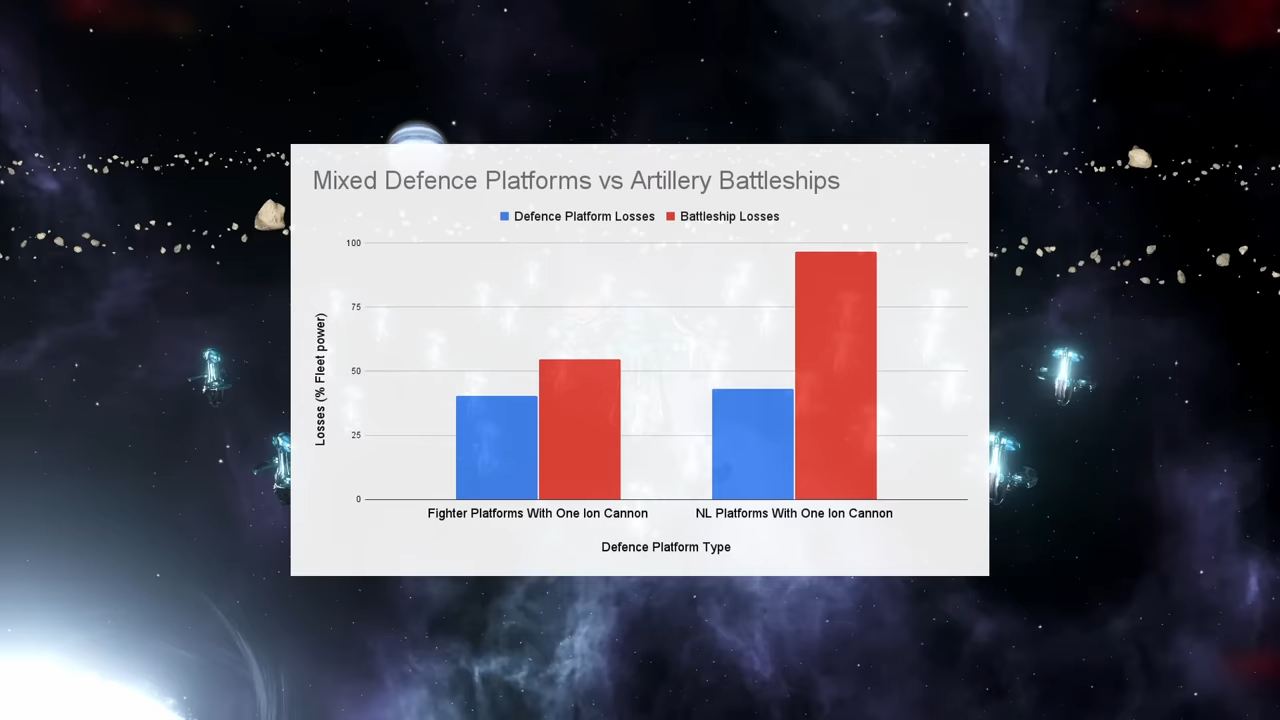 Mixed Defence Platforms vs Artillery Battleships
Defence Platform Losses Battleship Losses
100
75
50
25
0
Losses (% Fleet power)
Fighter Platforms With One Ion Cannon NL Platforms With One Ion Cannon
Defence Platform Type